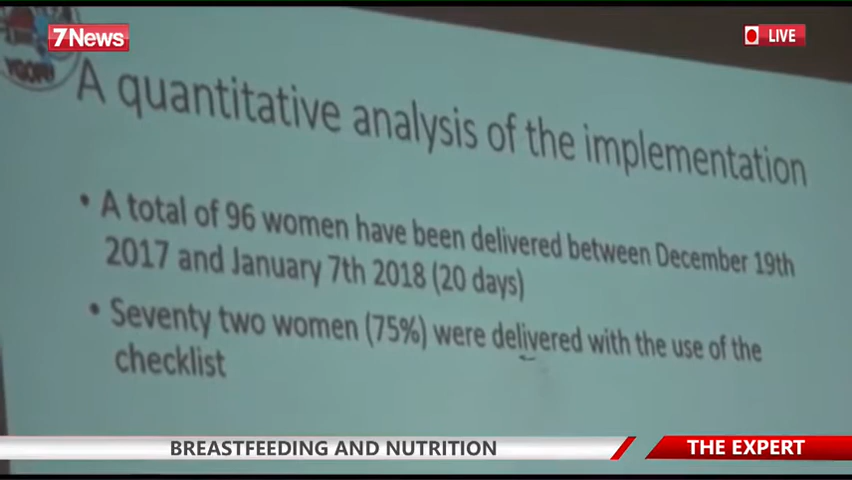 7News
LIVE
A quantitative analysis of the implementation
• A total of 96 women have been delivered between December 19th
2017 and January 7th 2018 (20 days)
• Seventy two women (75%) were delivered with the use of the
checklist
BREASTFEEDING AND NUTRITION
THE EXPERT